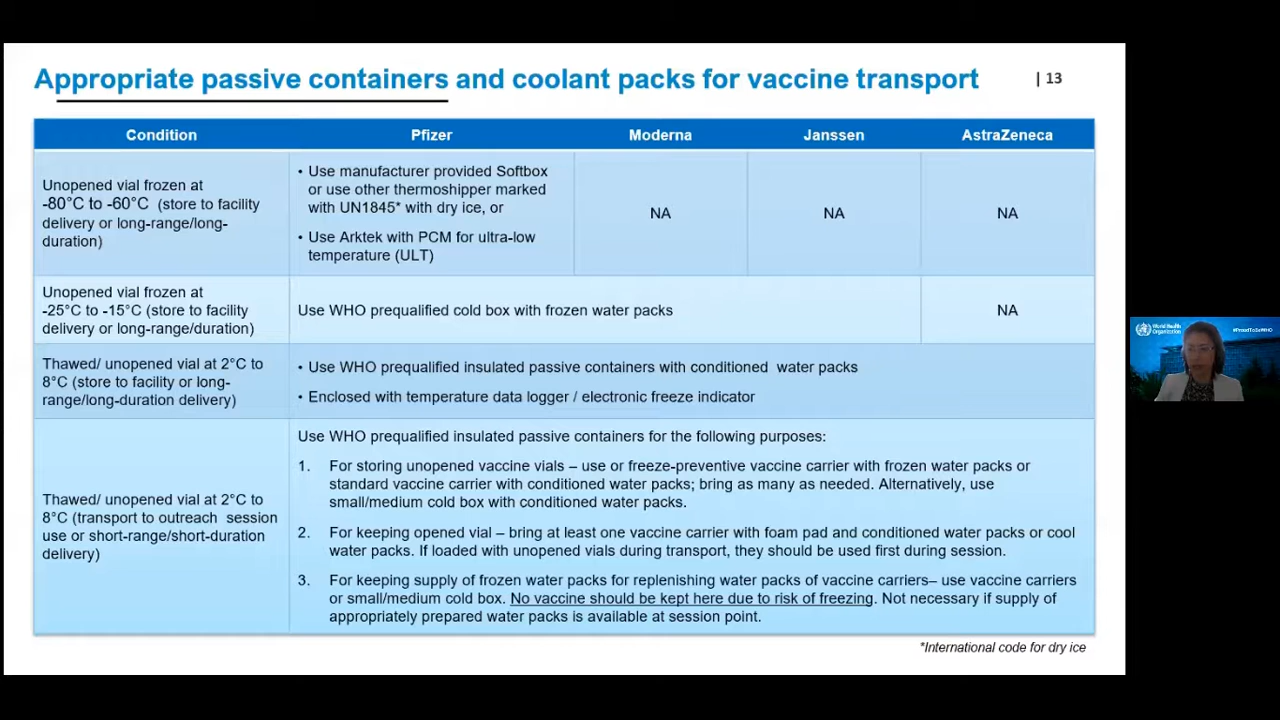 Appropriate passive containers and coolant packs for vaccine transport
| 13
Condition
Pfizer
Moderna
Janssen
AstraZeneca
Unopened vial frozen at
-80°C to -60°C (store to facility
delivery or long-range/long-
duration)
• Use manufacturer provided Softbox
or use other thermoshipper marked
with UN1845* with dry ice, or
• Use Arktek with PCM for ultra-low
temperature (ULT)
NA
NA
NA
Unopened vial frozen at
-25°C to -15°C (store to facility
delivery or long-range/duration)
Use WHO prequalified cold box with frozen water packs
NA
Thawed/ unopened vial at 2°C to
8°C (store to facility or long-
range/long-duration delivery)
• Use WHO prequalified insulated passive containers with conditioned water packs
• Enclosed with temperature data logger / electronic freeze indicator
Thawed/ unopened vial at 2°C to
8°C (transport to outreach session
use or short-range/short-duration
delivery)
Use WHO prequalified insulated passive containers for the following purposes:
1. For storing unopened vaccine vials – use or freeze-preventive vaccine carrier with frozen water packs or
standard vaccine carrier with conditioned water packs; bring as many as needed. Alternatively, use
small/medium cold box with conditioned water packs.
2. For keeping opened vial – bring at least one vaccine carrier with foam pad and conditioned water packs or cool
water packs. If loaded with unopened vials during transport, they should be used first during session.
3. For keeping supply of frozen water packs for replenishing water packs of vaccine carriers– use vaccine carriers
or small/medium cold box. No vaccine should be kept here due to risk of freezing. Not necessary if supply of
appropriately prepared water packs is available at session point.
*International code for dry ice
World Health
Organization
#ProudToBeWHO